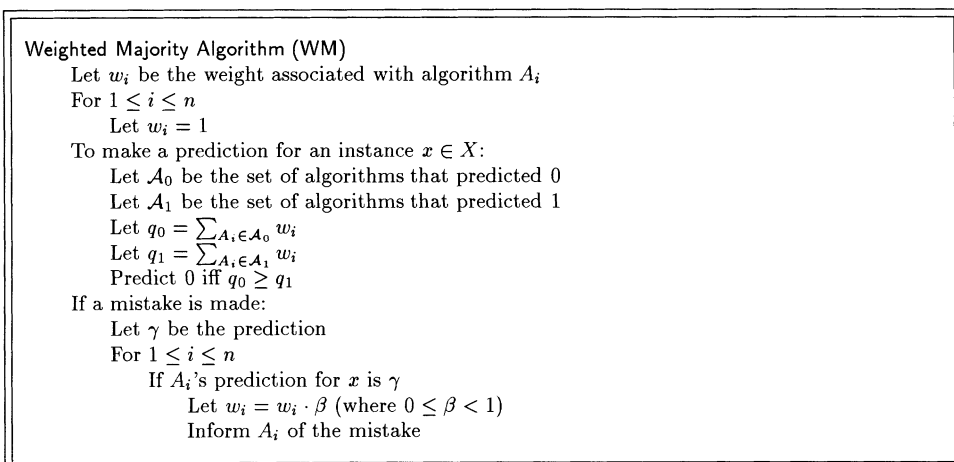 Weighted Majority Algorithm (WM)
Let w_i be the weight associated with algorithm A_i
For 1 ≤ i ≤ n
Let w_i = 1
To make a prediction for an instance x ∈ X:
Let 𝒜_0 be the set of algorithms that predicted 0
Let 𝒜_1 be the set of algorithms that predicted 1
Let q_0 = ∑_{A_i∈𝒜_0} w_i
Let q_1 = ∑_{A_i∈𝒜_1} w_i
Predict 0 iff q_0 ≥ q_1
If a mistake is made:
Let γ be the prediction
For 1 ≤ i ≤ n
If A_i's prediction for x is γ
Let w_i = w_i · β (where 0 ≤ β < 1)
Inform A_i of the mistake